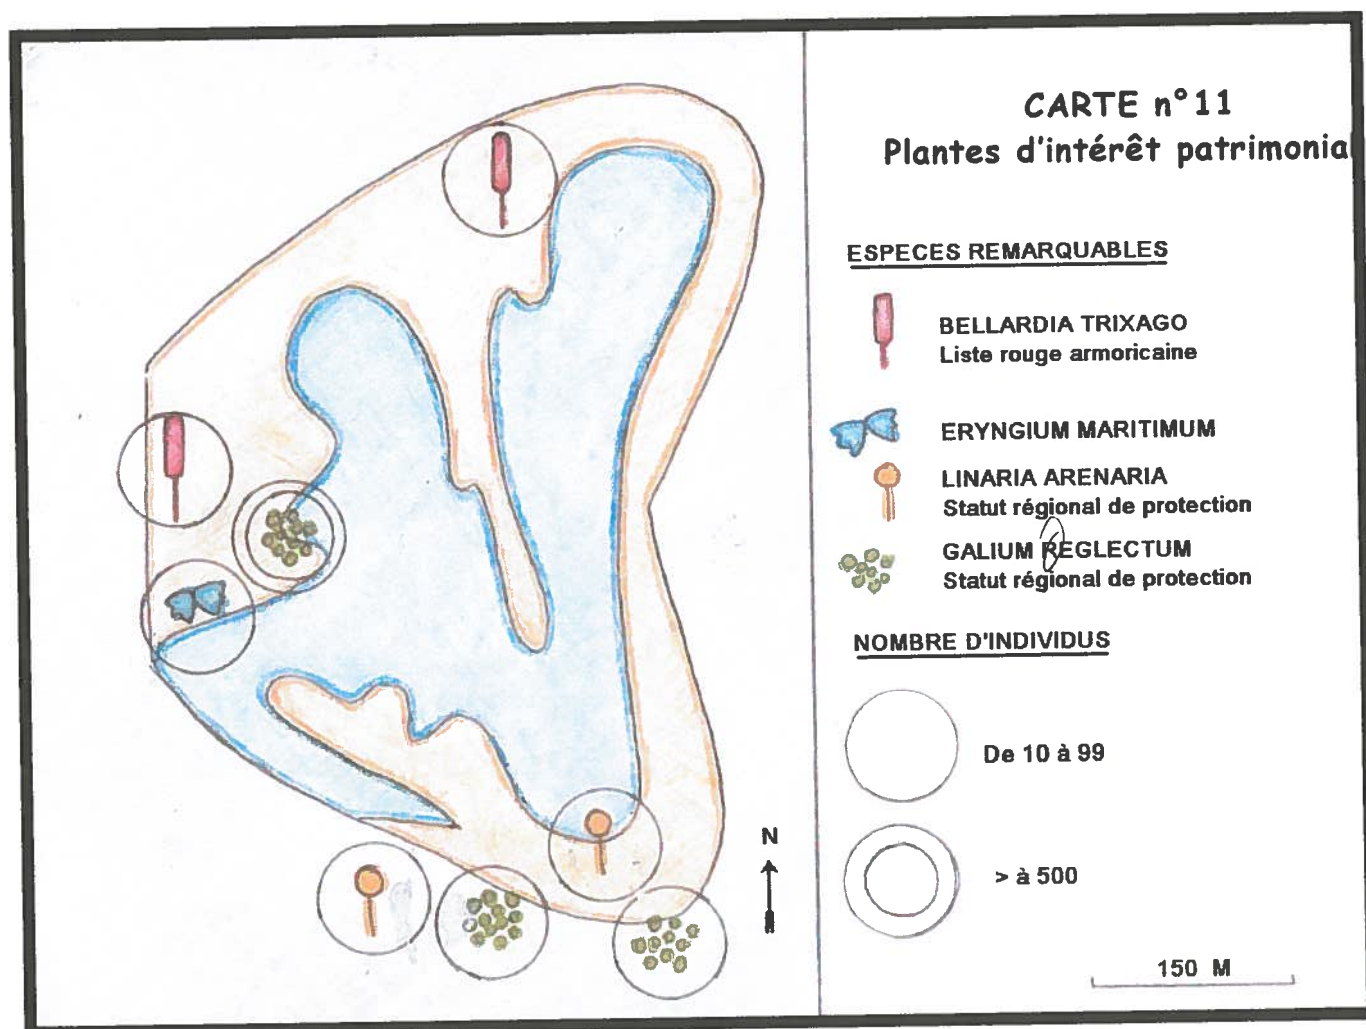 CARTE n°11
Plantes d'intérêt patrimonia
ESPECES REMARQUABLES
BELLARDIA TRIXAGO
Liste rouge armoricaine
ERYNGIUM MARITIMUM
LINARIA ARENARIA
Statut régional de protection
GALIUM REGLECTUM
Statut régional de protection
NOMBRE D'INDIVIDUS
De 10 à 99
> à 500
N
150 M